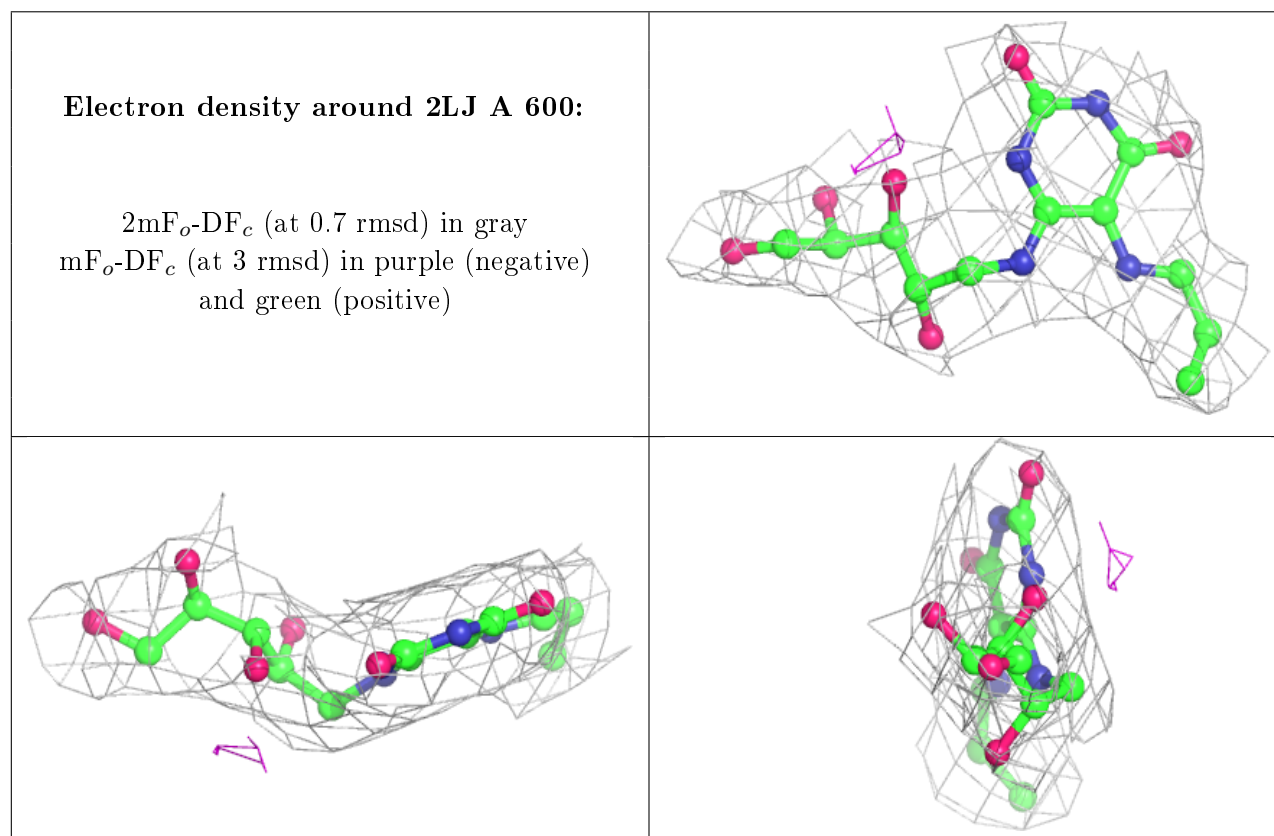 Electron density around 2LJ A 600:
2mFₒ-DF𝒸 (at 0.7 rmsd) in gray
mFₒ-DF𝒸 (at 3 rmsd) in purple (negative)
and green (positive)